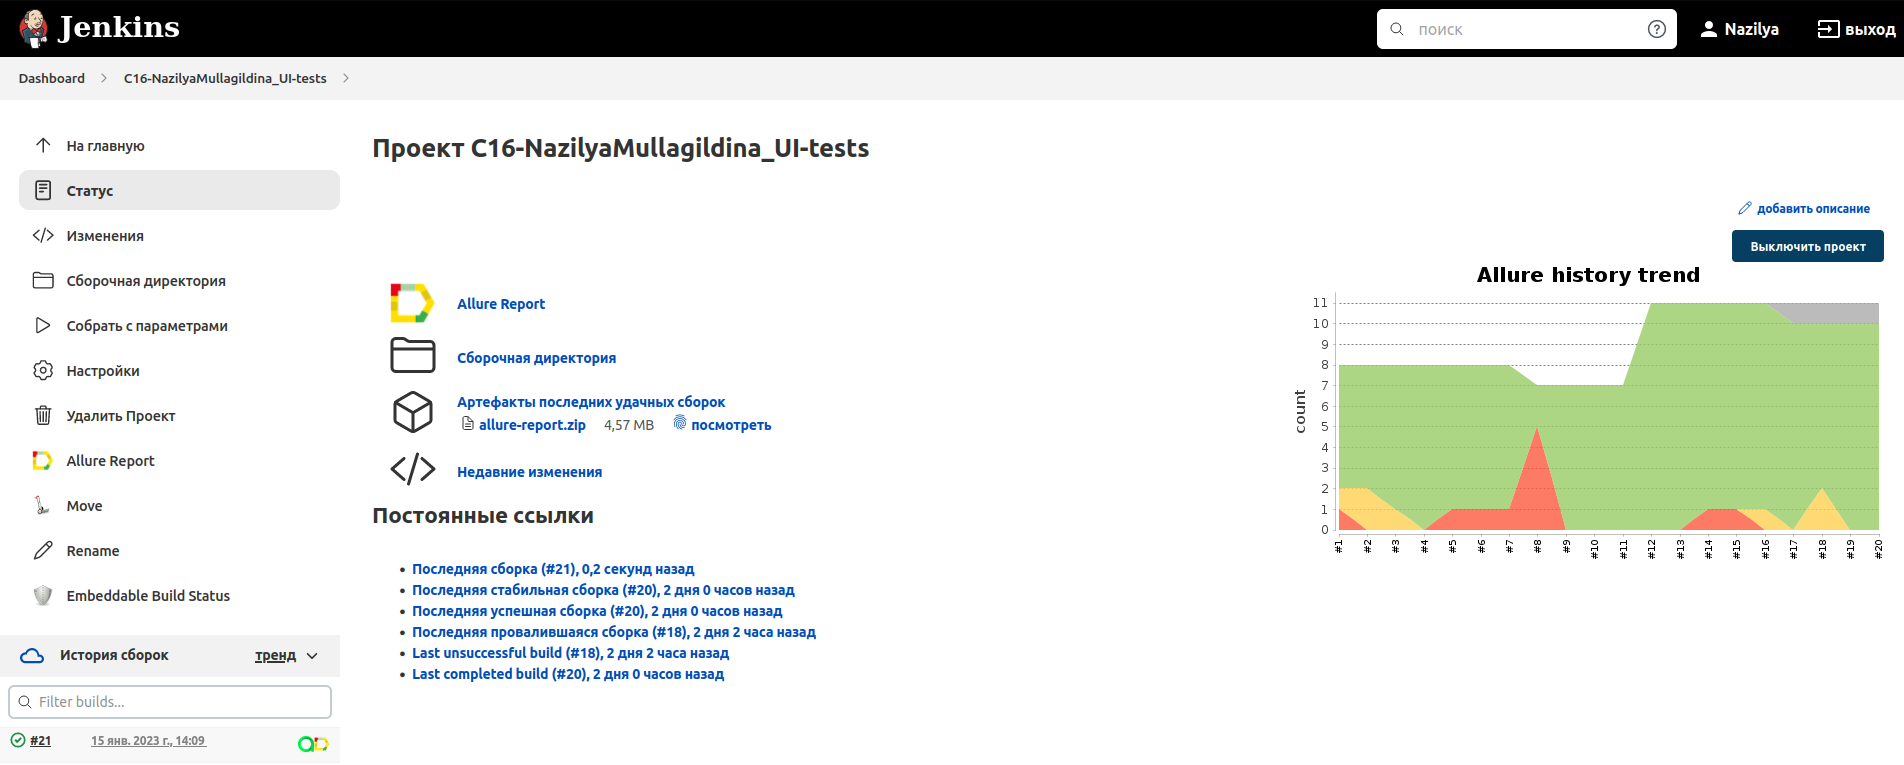 Jenkins
поиск
Nazilya
выход
Dashboard
C16-NazilyaMullagildina_UI-tests
На главную
Статус
Изменения
Сборочная директория
Собрать с параметрами
Настройки
Удалить Проект
Allure Report
Move
Rename
Embeddable Build Status
История сборок
тренд
Filter builds...
#21
15 янв. 2023 г., 14:09
Проект C16-NazilyaMullagildina_UI-tests
добавить описание
Выключить проект
Allure Report
Сборочная директория
Артефакты последних удачных сборок
allure-report.zip 4,57 MB посмотреть
Недавние изменения
Постоянные ссылки
Последняя сборка (#21), 0,2 секунд назад
Последняя стабильная сборка (#20), 2 дня 0 часов назад
Последняя успешная сборка (#20), 2 дня 0 часов назад
Последняя провалившаяся сборка (#18), 2 дня 2 часа назад
Last unsuccessful build (#18), 2 дня 2 часа назад
Last completed build (#20), 2 дня 0 часов назад
Allure history trend
count
11
10
9
8
7
6
5
4
3
2
1
0
#1
#2
#3
#4
#5
#6
#7
#8
#9
#10
#11
#12
#13
#14
#15
#16
#17
#18
#19
#20